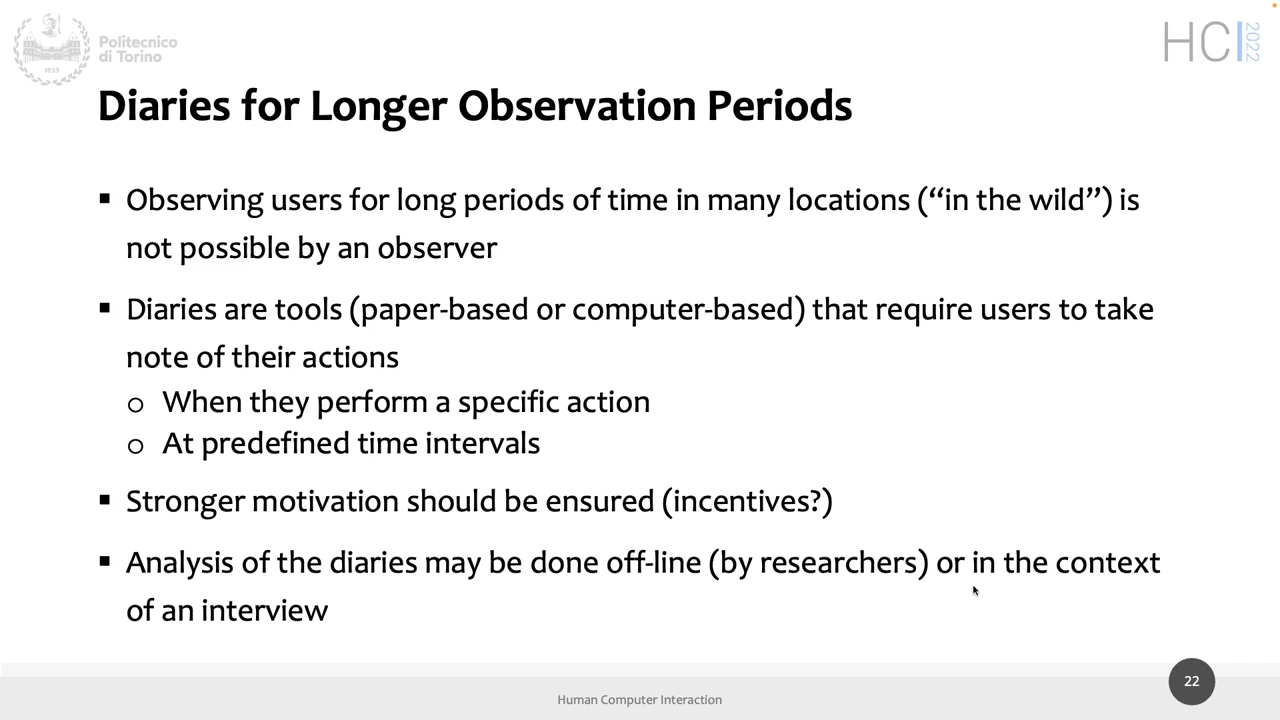 Politecnico
di Torino
1859
HCI 2022
Diaries for Longer Observation Periods
▪ Observing users for long periods of time in many locations (“in the wild”) is
not possible by an observer
▪ Diaries are tools (paper-based or computer-based) that require users to take
note of their actions
o When they perform a specific action
o At predefined time intervals
▪ Stronger motivation should be ensured (incentives?)
▪ Analysis of the diaries may be done off-line (by researchers) or in the context
of an interview
Human Computer Interaction
22